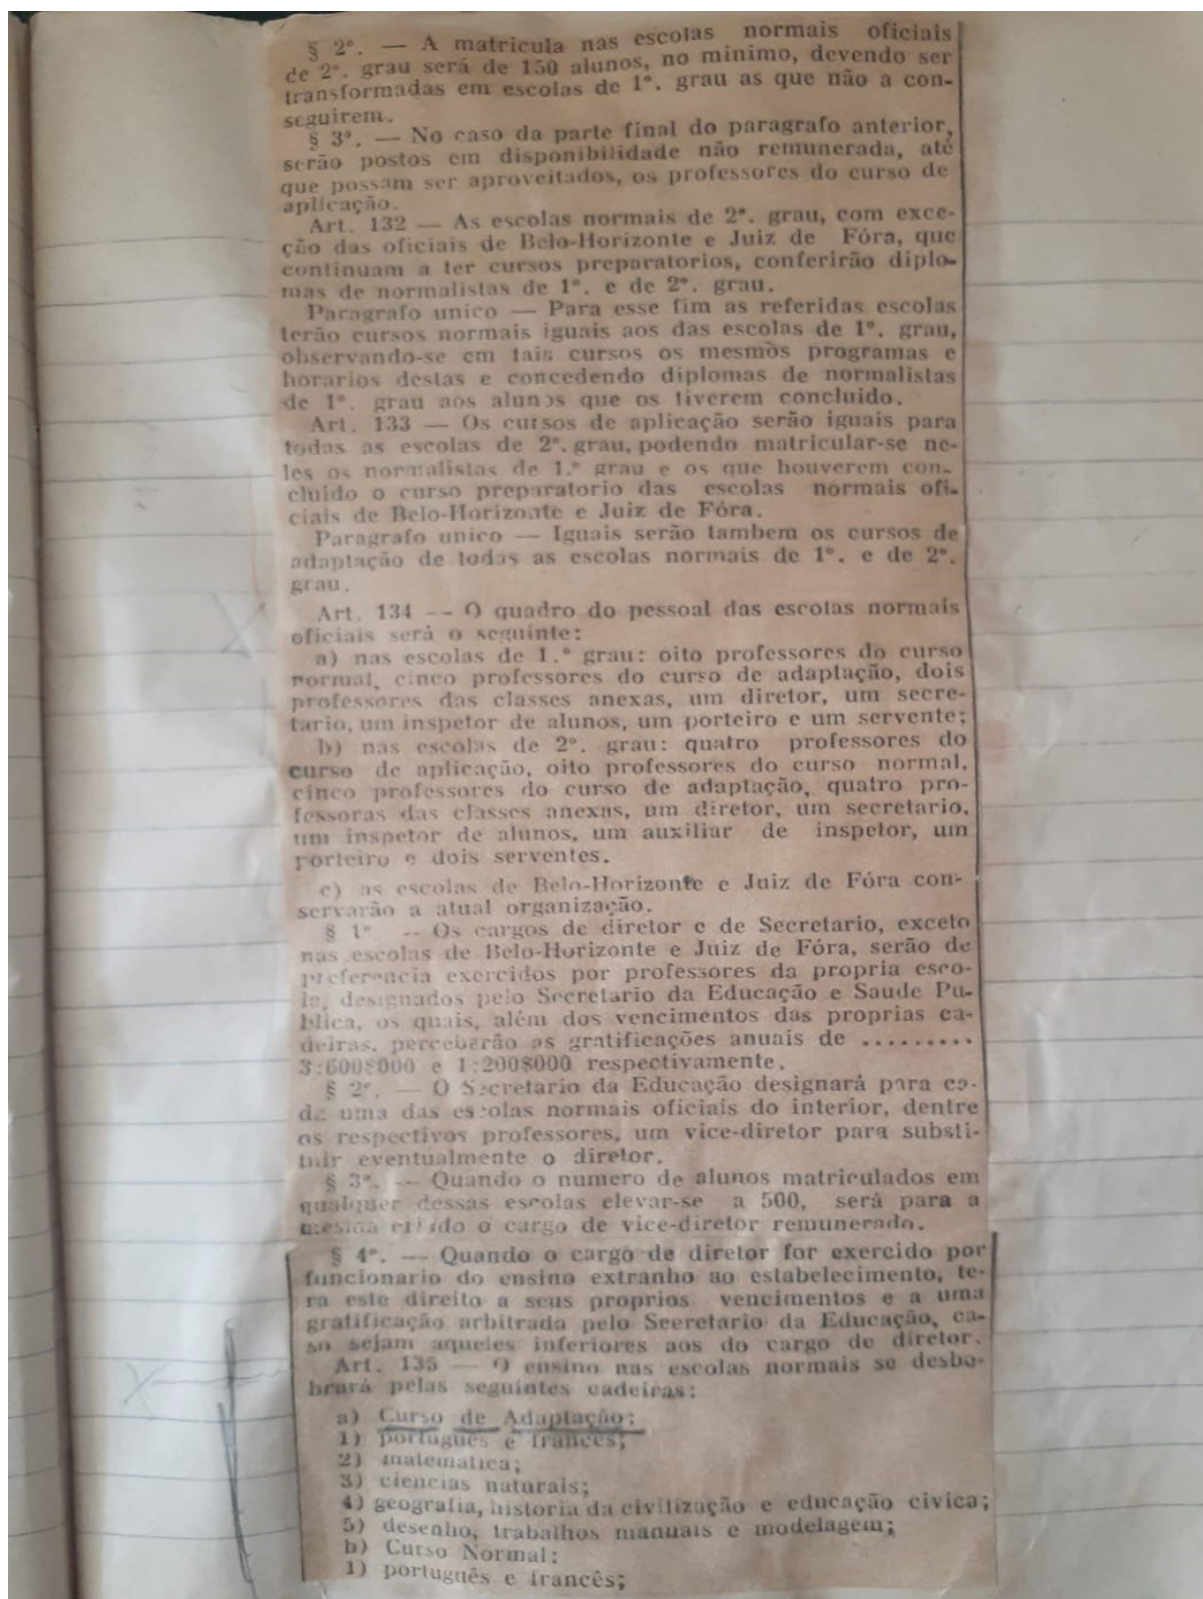 § 2º. — A matricula nas escolas normais oficiais
de 2º. grau será de 150 alunos, no minimo, devendo ser
transformadas em escolas de 1º. grau as que não a con-
seguirem.
§ 3º. — No caso da parte final do paragrafo anterior,
serão postos em disponibilidade não remunerada, até
que possam ser aproveitados, os professores do curso de
aplicação.
Art. 132 — As escolas normais de 2º. grau, com exce-
ção das oficiais de Belo-Horizonte e Juiz de Fóra, que
continuam a ter cursos preparatorios, conferirão diplo-
mas de normalistas de 1º. e de 2º. grau.
Paragrafo unico — Para esse fim as referidas escolas
terão cursos normais iguais aos das escolas de 1º. grau,
observando-se em tais cursos os mesmos programas e
horarios destas e concedendo diplomas de normalistas
de 1º. grau aos alunos que os tiverem concluido.
Art. 133 — Os cursos de aplicação serão iguais para
todas as escolas de 2º. grau, podendo matricular-se ne-
les os normalistas de 1.º grau e os que houverem con-
cluido o curso preparatorio das escolas normais ofi-
ciais de Belo-Horizonte e Juiz de Fóra.
Paragrafo unico — Iguais serão tambem os cursos de
adaptação de todas as escolas normais de 1º. e de 2º.
grau.
Art. 134 -- O quadro do pessoal das escolas normais
oficiais será o seguinte:
a) nas escolas de 1.º grau: oito professores do curso
normal, cinco professores do curso de adaptação, dois
professores das classes anexas, um diretor, um secre-
tario, um inspetor de alunos, um porteiro e um servente;
b) nas escolas de 2º. grau: quatro professores do
curso de aplicação, oito professores do curso normal,
cinco professores do curso de adaptação, quatro pro-
fessoras das classes anexas, um diretor, um secretario,
um inspetor de alunos, um auxiliar de inspetor, um
porteiro e dois serventes.
c) as escolas de Belo-Horizonte e Juiz de Fóra con-
servarão a atual organização.
§ 1º -- Os cargos de diretor e de Secretario, exceto
nas escolas de Belo-Horizonte e Juiz de Fóra, serão de
preferencia exercidos por professores da propria esco-
la, designados pelo Secretario da Educação e Saude Pu-
blica, os quais, além dos vencimentos das proprias ca-
deiras, perceberão as gratificações anuais de .........
3:600$000 e 1:200$000 respectivamente.
§ 2º. — O Secretario da Educação designará para ca-
da uma das escolas normais oficiais do interior, dentre
os respectivos professores, um vice-diretor para substi-
tuir eventualmente o diretor.
§ 3º. -- Quando o numero de alunos matriculados em
qualquer dessas escolas elevar-se a 500, será para a
mesma criado o cargo de vice-diretor remunerado.
§ 4º. — Quando o cargo de diretor for exercido por
funcionario do ensino extranho ao estabelecimento, te-
ra este direito a seus proprios vencimentos e a uma
gratificação arbitrada pelo Secretario da Educação, ca-
so sejam aqueles inferiores aos do cargo de diretor.
Art. 135 — O ensino nas escolas normais se desbo-
brará pelas seguintes cadeiras:
a) Curso de Adaptação:
1) português e francês;
2) matematica;
3) ciencias naturais;
4) geografia, historia da civilização e educação civica;
5) desenho, trabalhos manuais e modelagem;
b) Curso Normal:
1) português e francês;